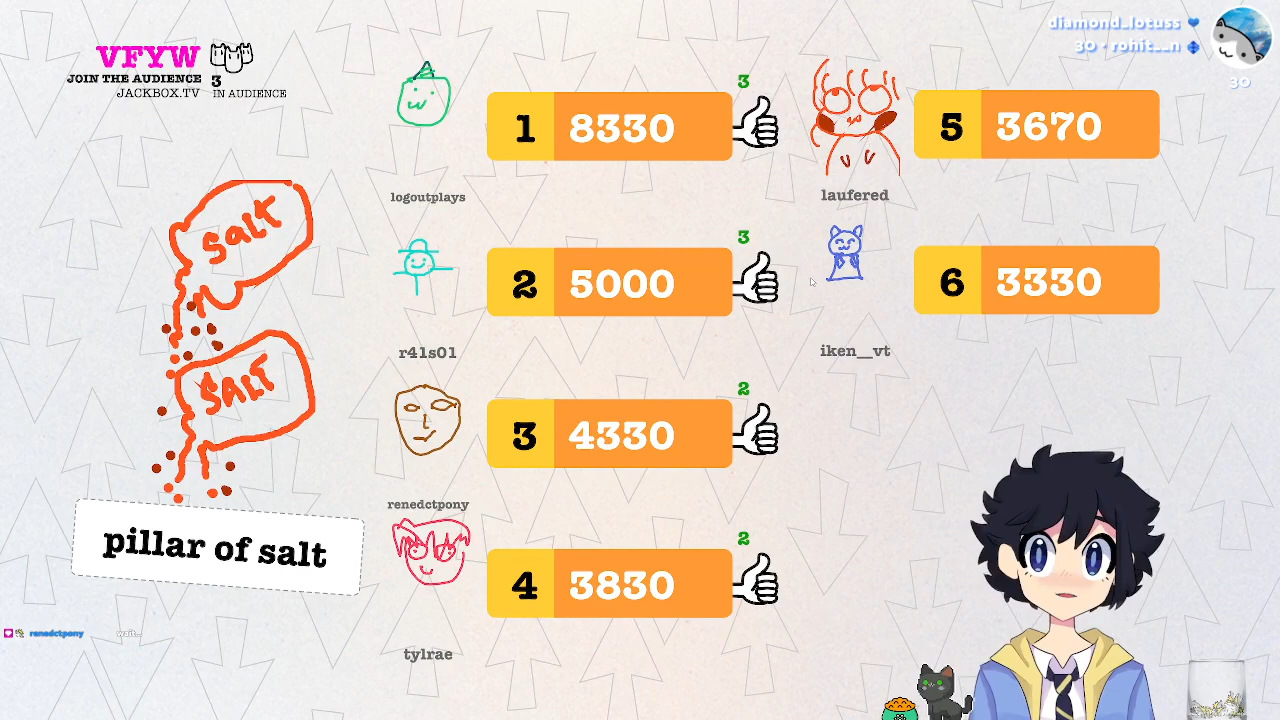 VFYW
JOIN THE AUDIENCE 3
JACKBOX.TV IN AUDIENCE
diamond_lotuss
30 • rohit__n
30
salt
SALT
pillar of salt
1 8330 3
logoutplays
2 5000 3
r41s01
3 4330 2
renedctpony
4 3830 2
tylrae
5 3670
laufered
6 3330
iken__vt
renedctpony wait...